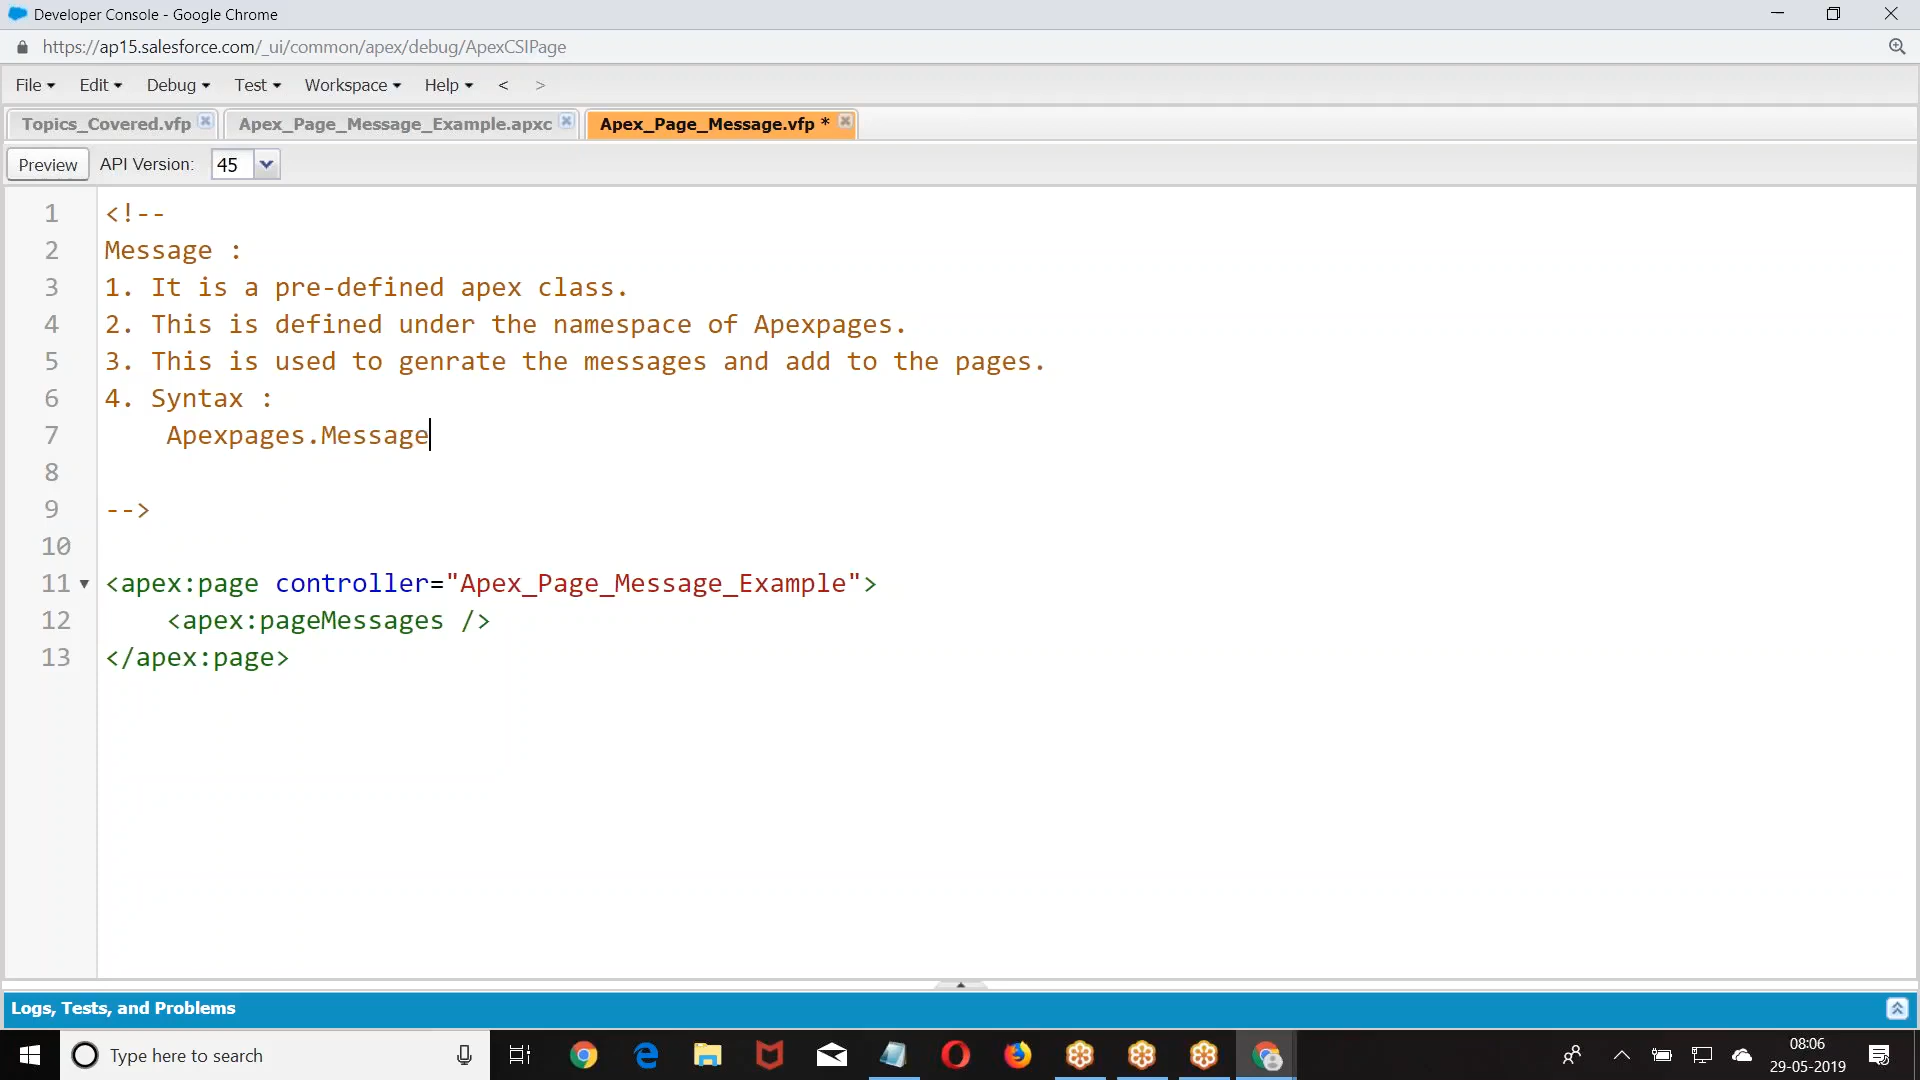 Developer Console - Google Chrome
https://ap15.salesforce.com/_ui/common/apex/debug/ApexCSIPage
File Edit Debug Test Workspace Help < >
Topics_Covered.vfp Apex_Page_Message_Example.apxc Apex_Page_Message.vfp *
Preview API Version: 45
1 <!--
2 Message :
3 1. It is a pre-defined apex class.
4 2. This is defined under the namespace of Apexpages.
5 3. This is used to genrate the messages and add to the pages.
6 4. Syntax :
7 Apexpages.Message
8
9 -->
10
11 <apex:page controller="Apex_Page_Message_Example">
12 <apex:pageMessages />
13 </apex:page>
Logs, Tests, and Problems
Type here to search
08:06
29-05-2019